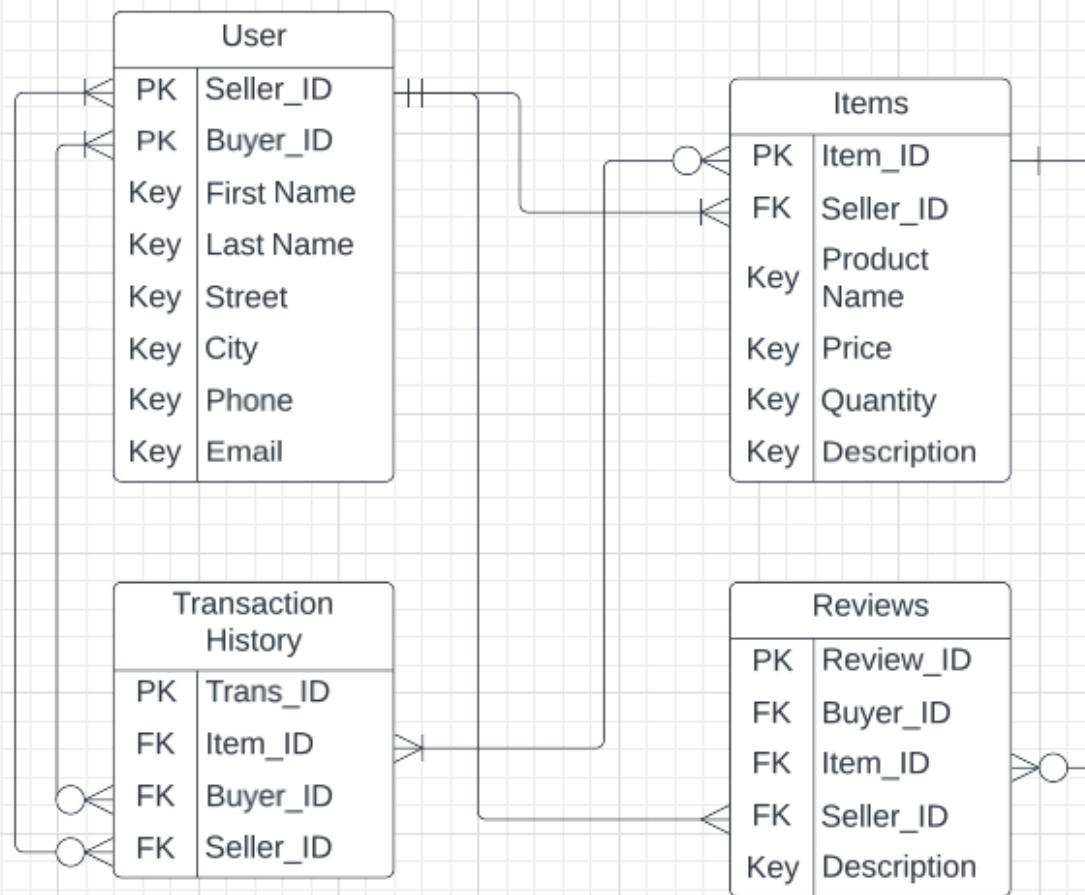 User
PK Seller_ID
PK Buyer_ID
Key First Name
Key Last Name
Key Street
Key City
Key Phone
Key Email
Items
PK Item_ID
FK Seller_ID
Key Product
Name
Key Price
Key Quantity
Key Description
Transaction
History
PK Trans_ID
FK Item_ID
FK Buyer_ID
FK Seller_ID
Reviews
PK Review_ID
FK Buyer_ID
FK Item_ID
FK Seller_ID
Key Description